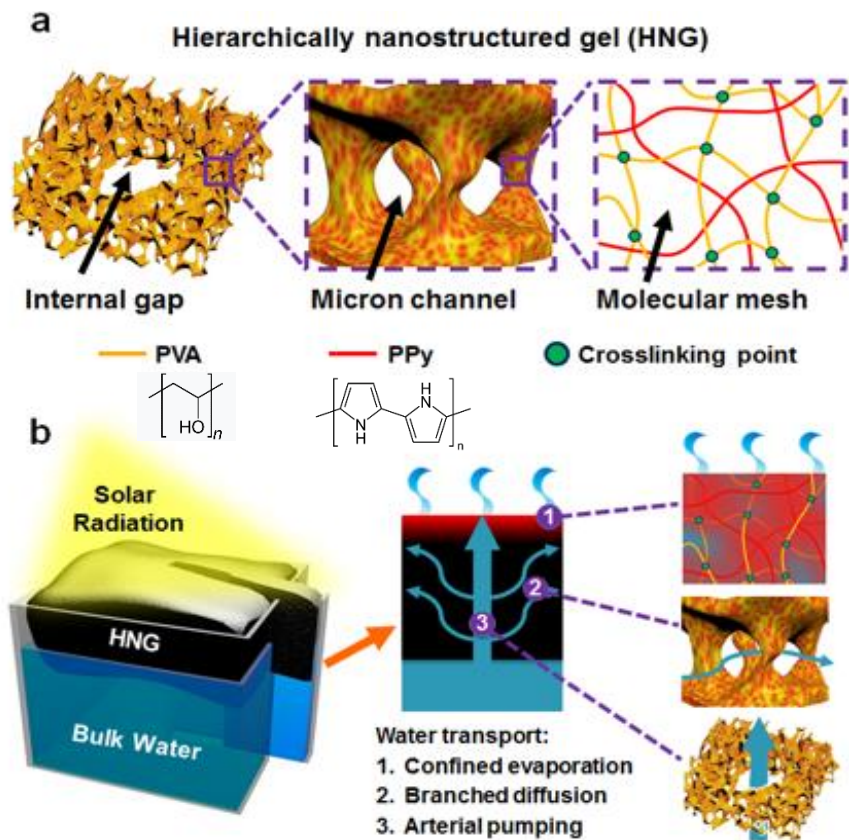 a
Hierarchically nanostructured gel (HNG)
Internal gap
Micron channel
Molecular mesh
PVA
PPy
Crosslinking point
HO
n
H
N
N
H
n
b
Solar
Radiation
HNG
Bulk Water
1
2
3
Water transport:
1. Confined evaporation
2. Branched diffusion
3. Arterial pumping